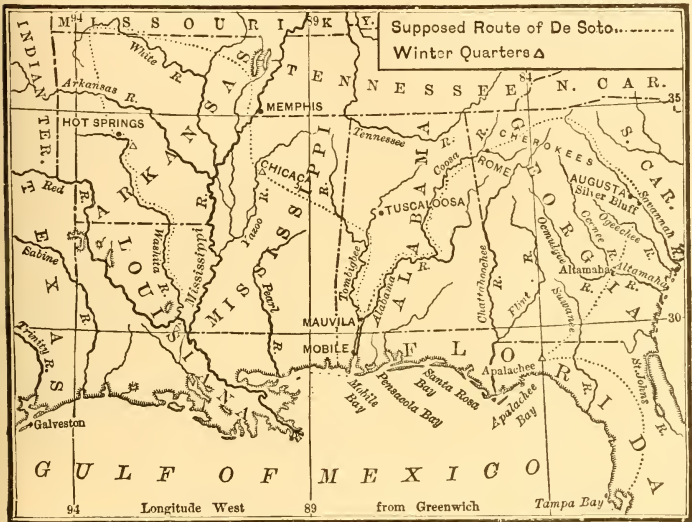 MISSOURI
94
89
K Y.
Supposed Route of De Soto
Winter Quarters
INDIAN TER.
White R.
Arkansas R.
TENNESSEE
84
N. CAR.
35
MEMPHIS
HOT SPRINGS
ARKANSAS
Tennessee R.
CHEROKEES
S. CAR.
CHICACA
Coosa R.
ROME
AUGUSTA
Silver Bluff
Savannah R.
Red R.
TUSCALOOSA
ALABAMA
GEORGIA
Ogeechee
Ocmulgee
Altamaha
Altamaha R.
TEXAS
Sabine R.
Washita R.
Mississippi R.
Yazoo R.
MISSISSIPPI
Pearl R.
Tombigbee
Alabama R.
Chattahoochee R.
Flint R.
Suwanee R.
LOUISIANA
MAUVILA
30
MOBILE
FLORIDA
Trinity R.
Apalachee
St. Johns R.
Mobile Bay
Pensacola Bay
Santa Rosa Bay
Apalachee Bay
Galveston
GULF OF MEXICO
Tampa Bay
94
Longitude West
89
from Greenwich